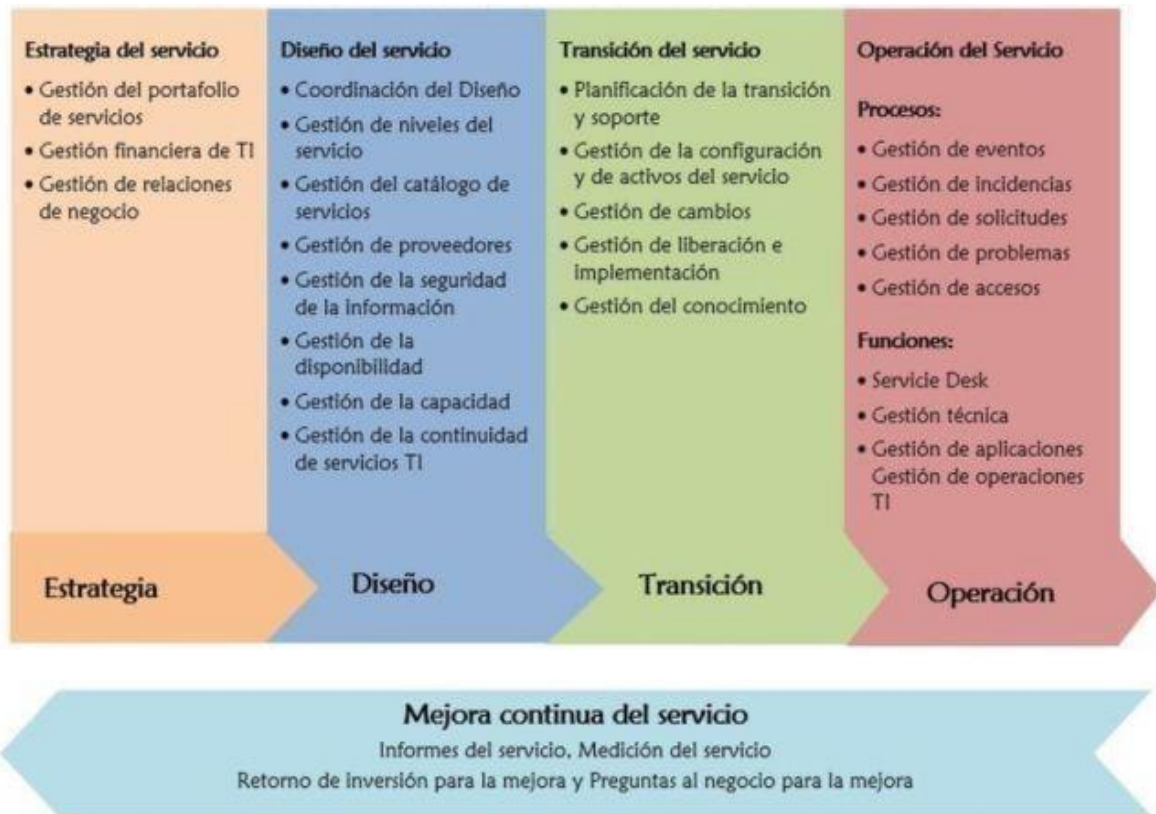 Estrategia del servicio
• Gestión del portafolio
de servicios
• Gestión financiera de TI
• Gestión de relaciones
de negocio
Diseño del servicio
• Coordinación del Diseño
• Gestión de niveles del
servicio
• Gestión del catálogo de
servicios
• Gestión de proveedores
• Gestión de la seguridad
de la información
• Gestión de la
disponibilidad
• Gestión de la capacidad
• Gestión de la continuidad
de servicios TI
Transición del servicio
• Planificación de la transición
y soporte
• Gestión de la configuración
y de activos del servicio
• Gestión de cambios
• Gestión de liberación e
implementación
• Gestión del conocimiento
Operación del Servicio
Procesos:
• Gestión de eventos
• Gestión de incidencias
• Gestión de solicitudes
• Gestión de problemas
• Gestión de accesos
Funciones:
• Servicie Desk
• Gestión técnica
• Gestión de aplicaciones
Gestión de operaciones
TI
Estrategia
Diseño
Transición
Operación
Mejora continua del servicio
Informes del servicio, Medición del servicio
Retorno de inversión para la mejora y Preguntas al negocio para la mejora